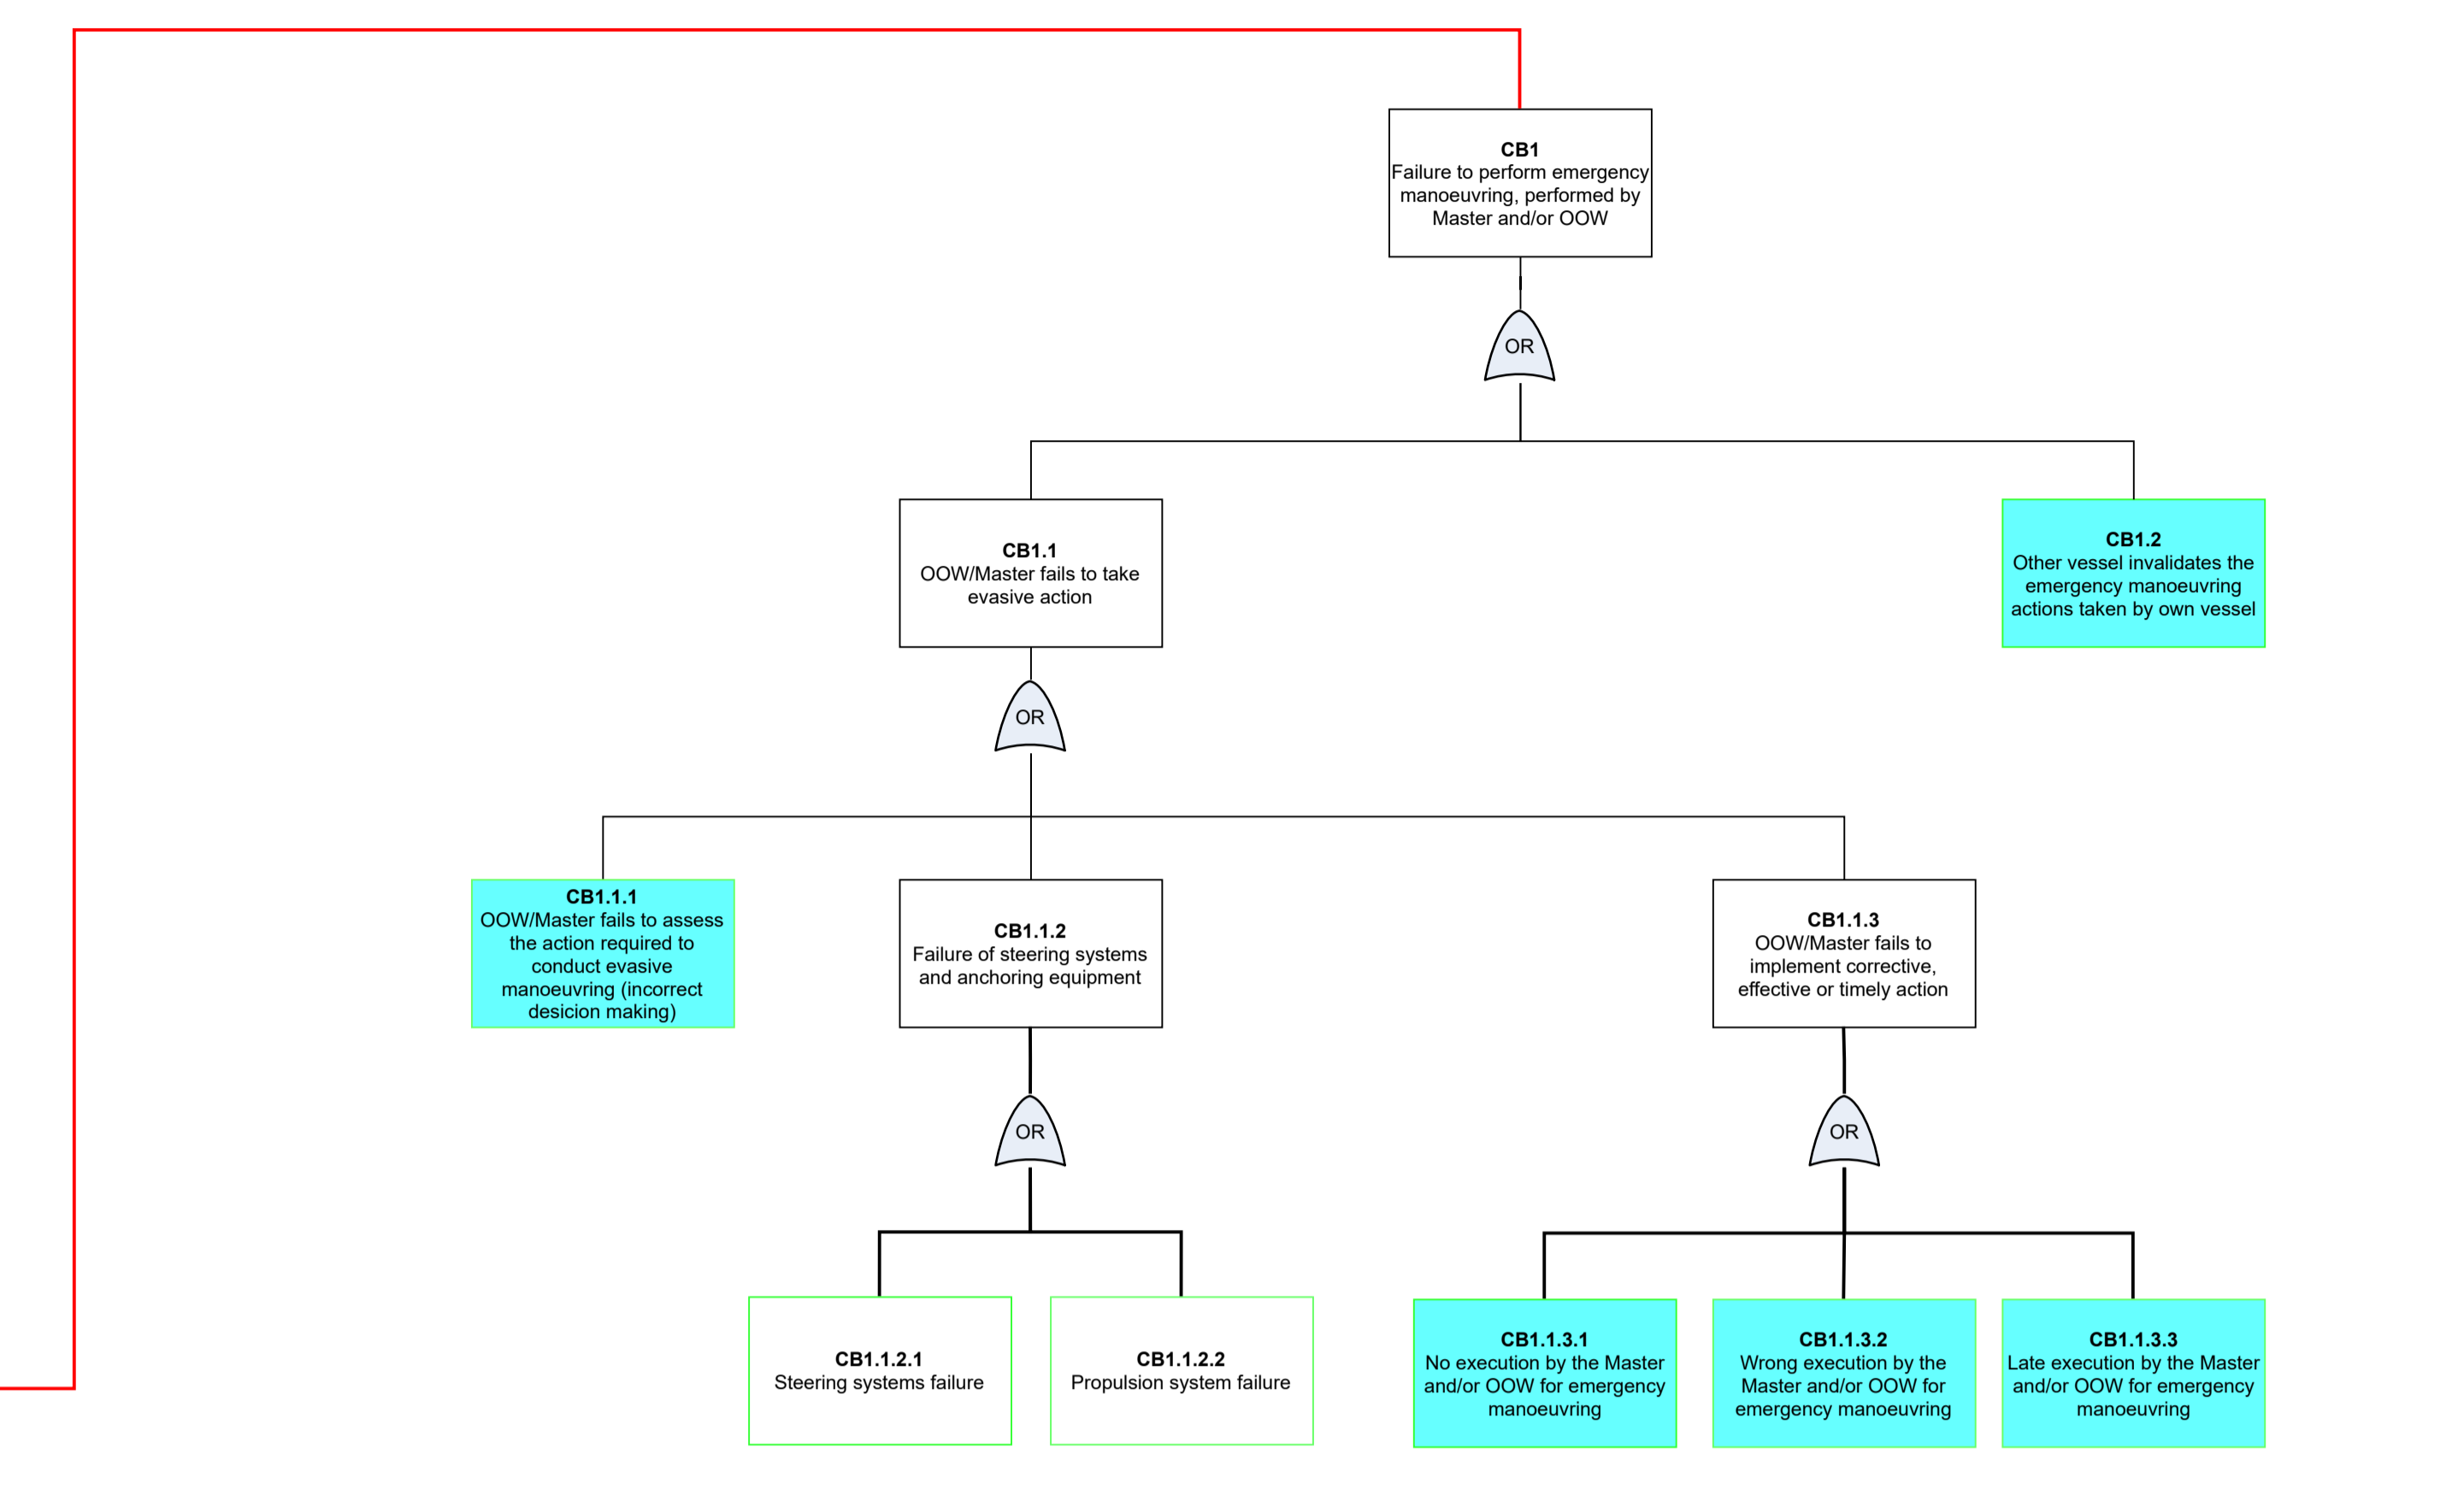 CB1
Failure to perform emergency
manoeuvring, performed by
Master and/or OOW
OR
CB1.1
OOW/Master fails to take
evasive action
CB1.2
Other vessel invalidates the
emergency manoeuvring
actions taken by own vessel
OR
CB1.1.1
OOW/Master fails to assess
the action required to
conduct evasive
manoeuvring (incorrect
desicion making)
CB1.1.2
Failure of steering systems
and anchoring equipment
CB1.1.3
OOW/Master fails to
implement corrective,
effective or timely action
OR
OR
CB1.1.2.1
Steering systems failure
CB1.1.2.2
Propulsion system failure
CB1.1.3.1
No execution by the Master
and/or OOW for emergency
manoeuvring
CB1.1.3.2
Wrong execution by the
Master and/or OOW for
emergency manoeuvring
CB1.1.3.3
Late execution by the Master
and/or OOW for emergency
manoeuvring